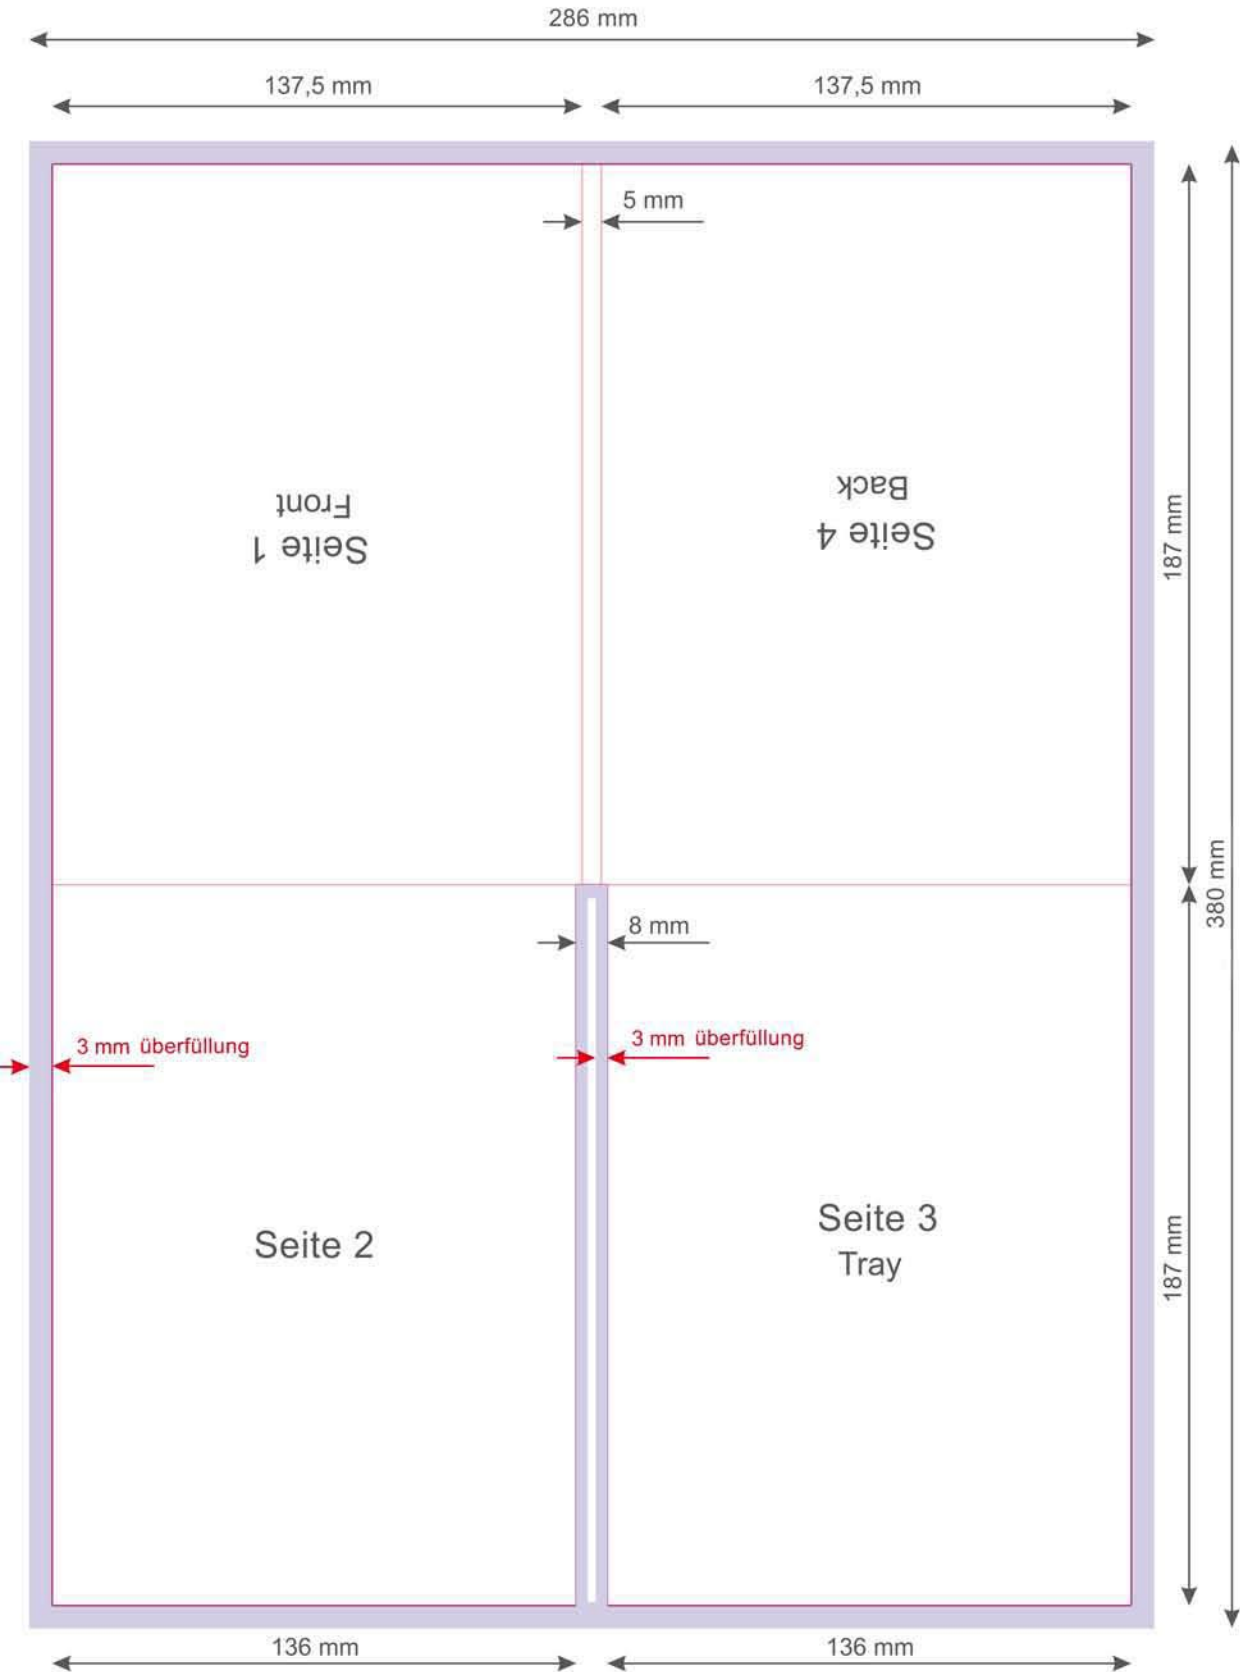 286 mm
137,5 mm
137,5 mm
5 mm
Seite 1
Front
Seite 4
Back
187 mm
380 mm
8 mm
3 mm überfüllung
3 mm überfüllung
Seite 2
Seite 3
Tray
187 mm
136 mm
136 mm